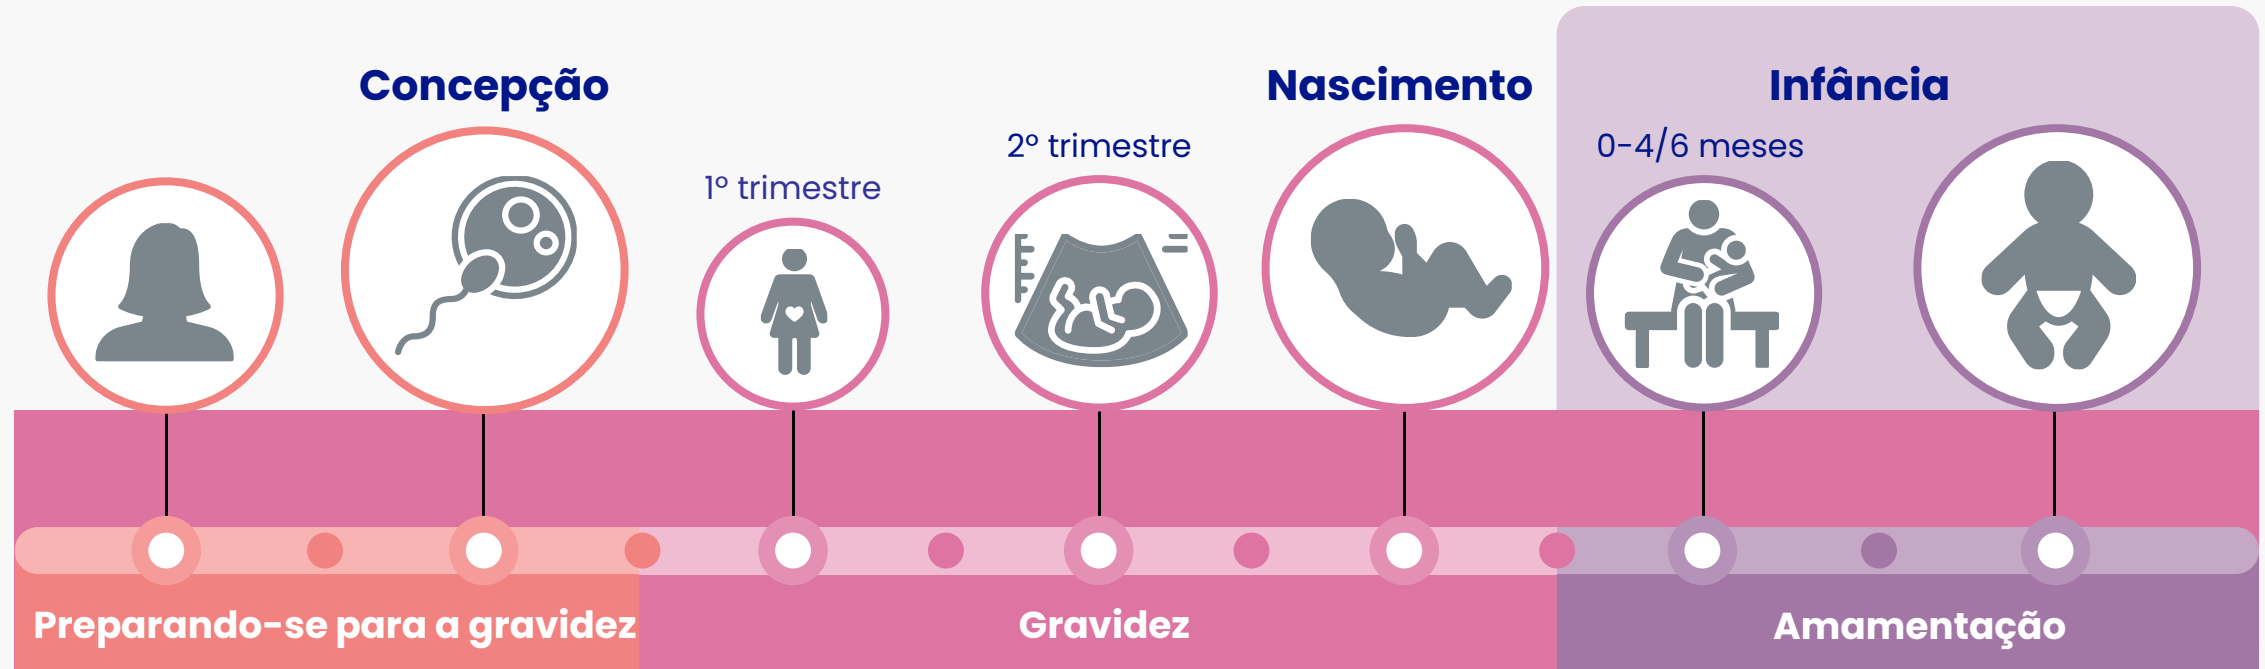 Concepção
Nascimento
Infância
1º trimestre
2º trimestre
0-4/6 meses
Preparando-se para a gravidez
Gravidez
Amamentação